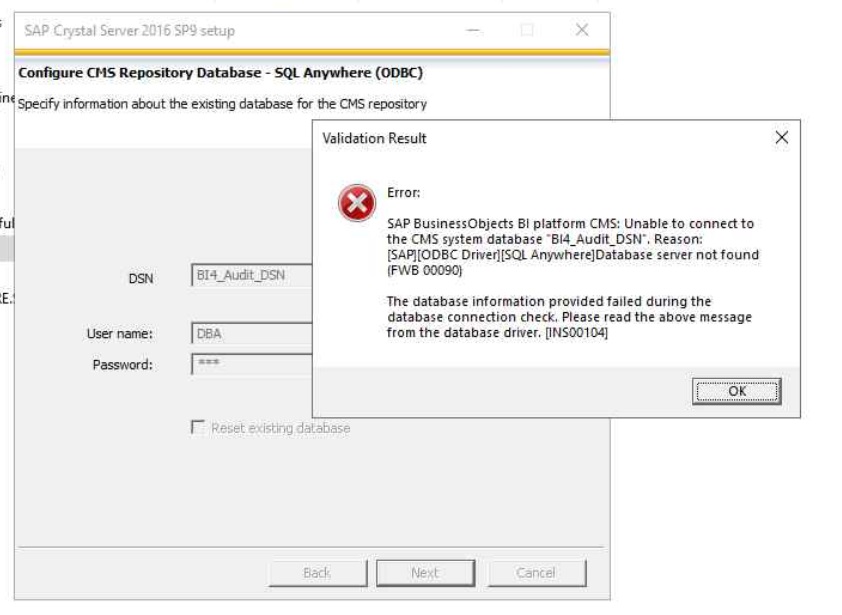 SAP Crystal Server 2016 SP9 setup
Configure CMS Repository Database - SQL Anywhere (ODBC)
Specify information about the existing database for the CMS repository
Validation Result
Error:
SAP BusinessObjects BI platform CMS: Unable to connect to
the CMS system database "BI4_Audit_DSN". Reason:
[SAP][ODBC Driver][SQL Anywhere]Database server not found
(FWB 00090)
The database information provided failed during the
database connection check. Please read the above message
from the database driver. [INS00104]
OK
DSN
BI4_Audit_DSN
User name:
DBA
Password:
***
Reset existing database
Back
Next
Cancel